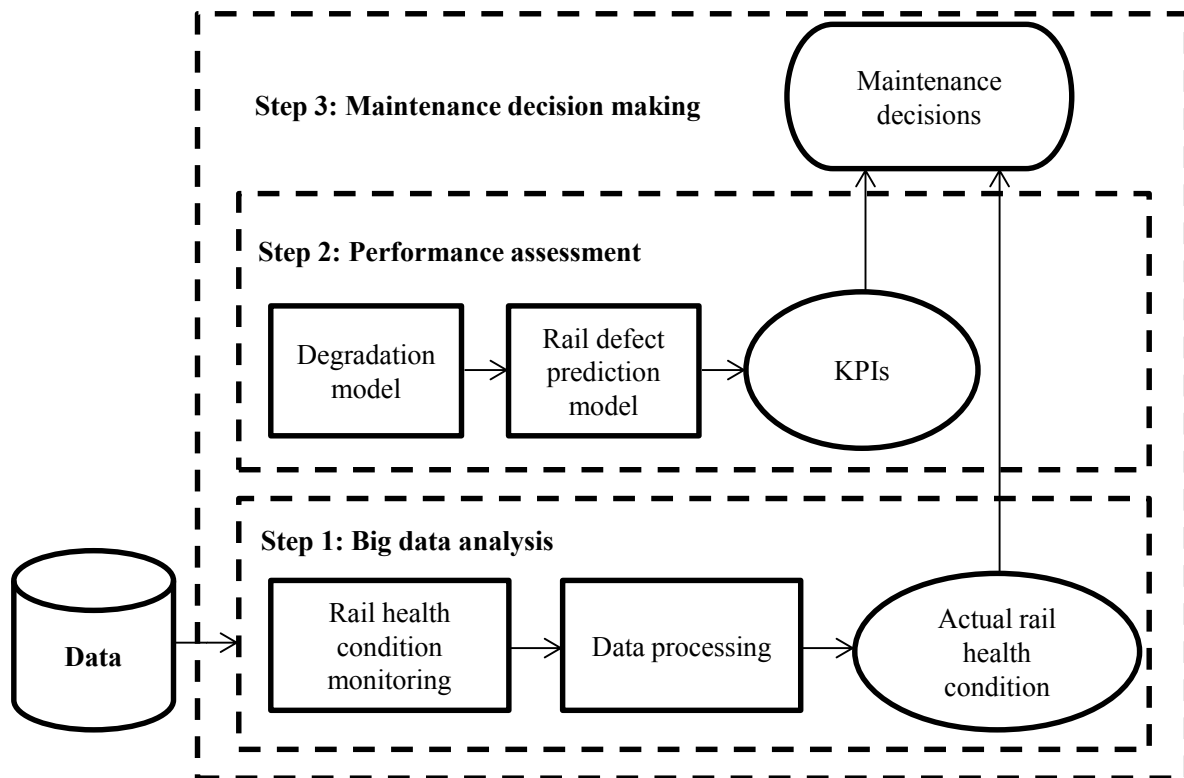 Step 3: Maintenance decision making
Maintenance
decisions
Step 2: Performance assessment
Degradation
model
Rail defect
prediction
model
KPIs
Step 1: Big data analysis
Data
Rail health
condition
monitoring
Data processing
Actual rail
health
condition